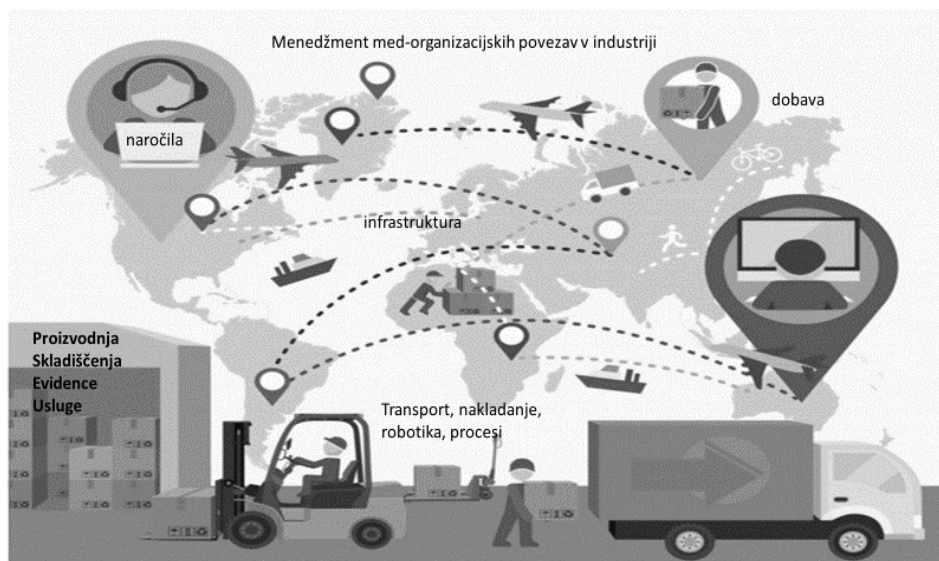 Menedžment med-organizacijskih povezav v industriji
naročila
dobava
infrastruktura
Proizvodnja
Skladiščenja
Evidence
Usluge
Transport, nakladanje,
robotika, procesi